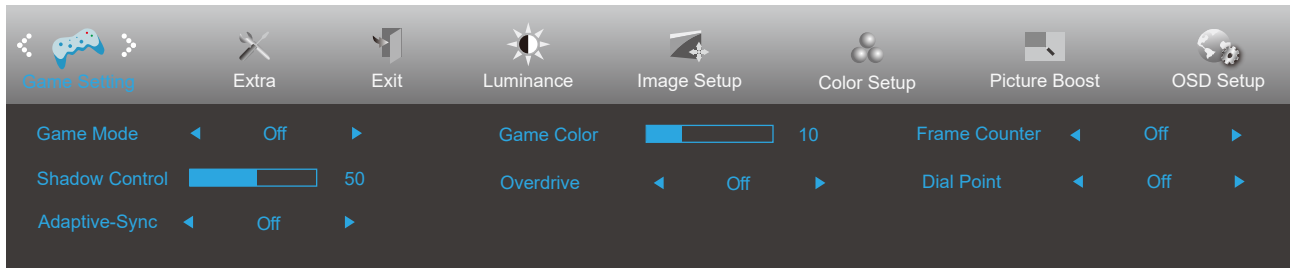 Game Setting Extra Exit Luminance Image Setup Color Setup Picture Boost OSD Setup
Game Mode Off Game Color 10 Frame Counter Off
Shadow Control 50 Overdrive Off Dial Point Off
Adaptive-Sync Off